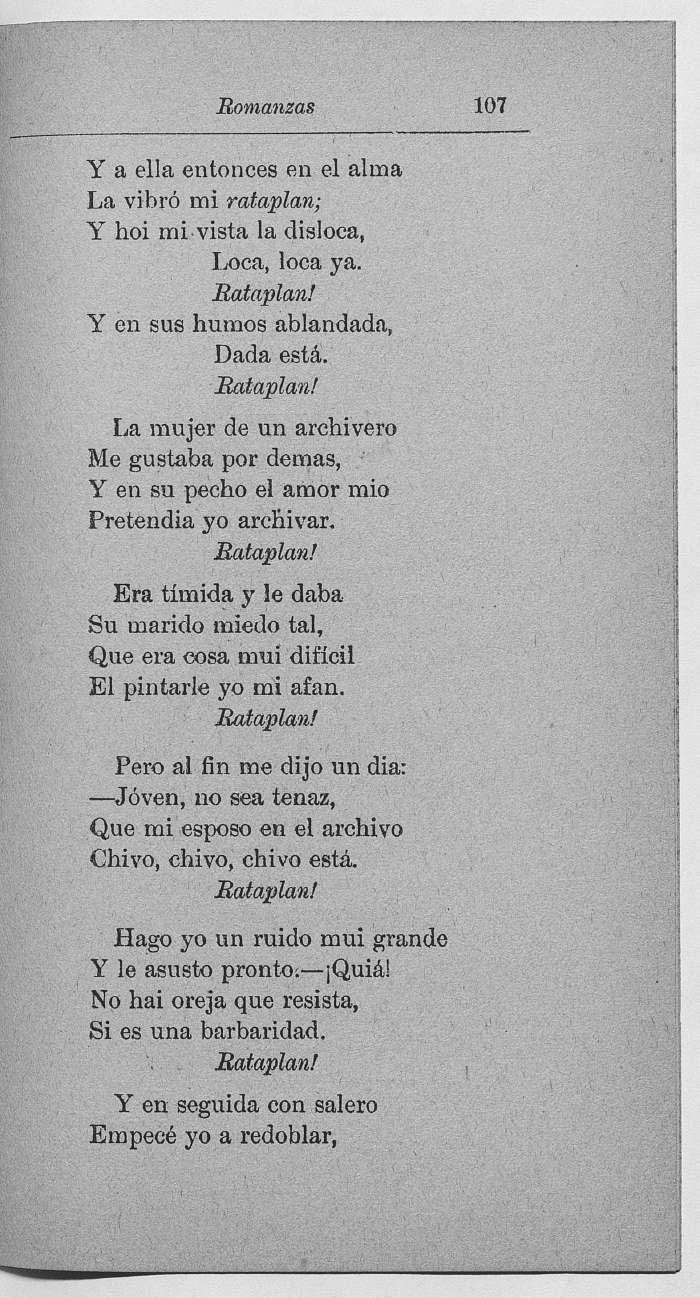 Romanzas 107
Y a ella entonces en el alma
La vibró mi rataplan;
Y hoi mi vista la disloca,
Loca, loca ya.
Rataplan!
Y en sus humos ablandada,
Dada está.
Rataplan!
La mujer de un archivero
Me gustaba por demas,
Y en su pecho el amor mio
Pretendia yo archivar.
Rataplan!
Era tímida y le daba
Su marido miedo tal,
Que era cosa mui difícil
El pintarle yo mi afan.
Rataplan!
Pero al fin me dijo un dia:
—Jóven, no sea tenaz,
Que mi esposo en el archivo
Chivo, chivo, chivo está.
Rataplan!
Hago yo un ruido mui grande
Y le asusto pronto.—¡Quiá!
No hai oreja que resista,
Si es una barbaridad.
Rataplan!
Y en seguida con salero
Empecé yo a redoblar,